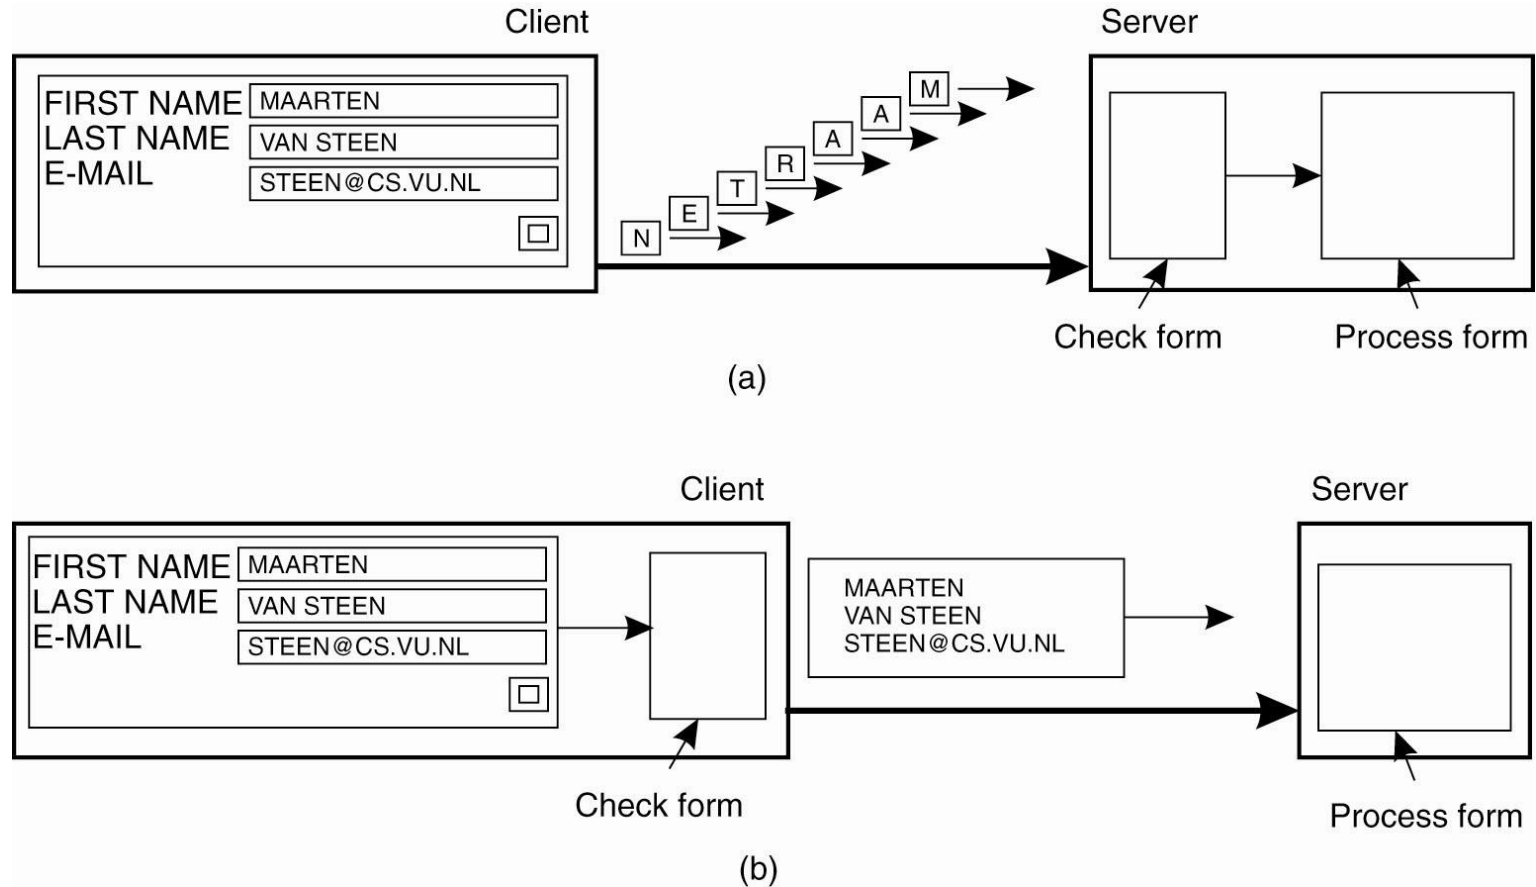 Client
Server
FIRST NAME MAARTEN
LAST NAME VAN STEEN
E-MAIL STEEN@CS.VU.NL
N E T R A A M
Check form
Process form
(a)
Client
Server
FIRST NAME MAARTEN
LAST NAME VAN STEEN
E-MAIL STEEN@CS.VU.NL
MAARTEN
VAN STEEN
STEEN@CS.VU.NL
Check form
Process form
(b)